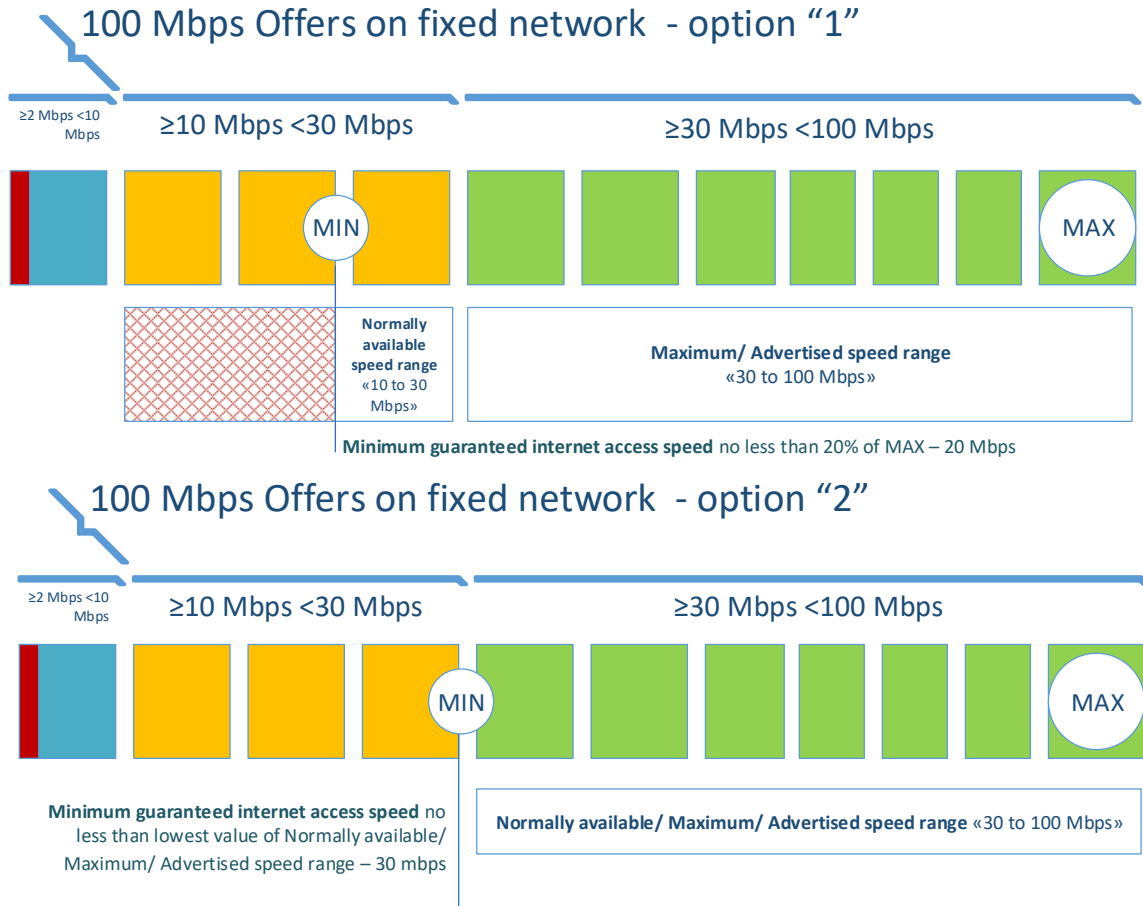 100 Mbps Offers on fixed network - option “1”
≥2 Mbps <10
Mbps
≥10 Mbps <30 Mbps
≥30 Mbps <100 Mbps
MIN
MAX
Normally
available
speed range
«10 to 30
Mbps»
Maximum/ Advertised speed range
«30 to 100 Mbps»
Minimum guaranteed internet access speed no less than 20% of MAX – 20 Mbps
100 Mbps Offers on fixed network - option “2”
≥2 Mbps <10
Mbps
≥10 Mbps <30 Mbps
≥30 Mbps <100 Mbps
MIN
MAX
Minimum guaranteed internet access speed no
less than lowest value of Normally available/
Maximum/ Advertised speed range – 30 mbps
Normally available/ Maximum/ Advertised speed range «30 to 100 Mbps»